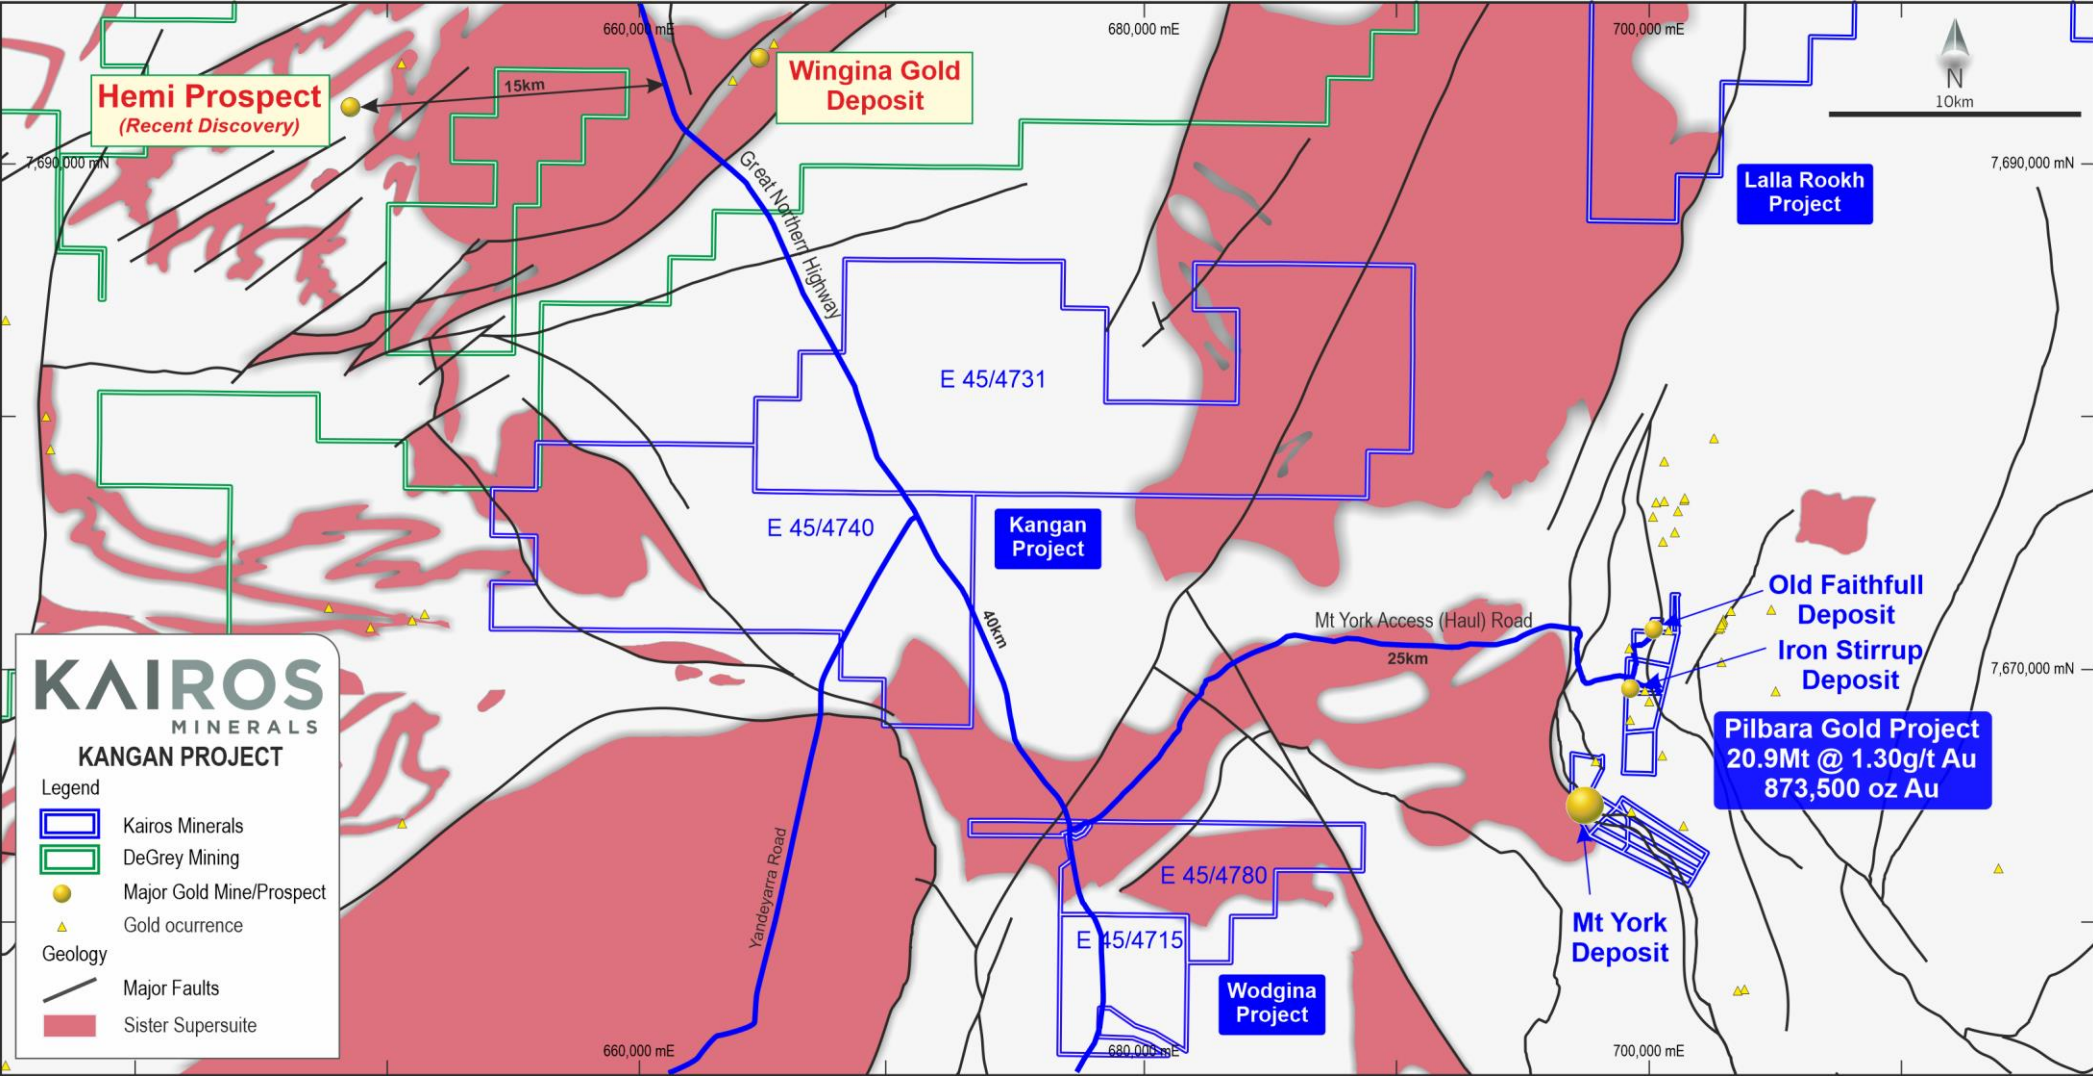 660,000 mE
680,000 mE
700,000 mE
N
10km
Hemi Prospect
(Recent Discovery)
15km
Wingina Gold
Deposit
7,690,000 mN
7,690,000 mN
Great Northern Highway
Lalla Rookh
Project
E 45/4731
E 45/4740
Kangan
Project
40km
Mt York Access (Haul) Road
25km
Old Faithfull
Deposit
Iron Stirrup
Deposit
7,670,000 mN
Pilbara Gold Project
20.9Mt @ 1.30g/t Au
873,500 oz Au
KAIROS
MINERALS
KANGAN PROJECT
Legend
Kairos Minerals
DeGrey Mining
Major Gold Mine/Prospect
Gold ocurrence
Geology
Major Faults
Sister Supersuite
Yandeyarra Road
E 45/4780
E 45/4715
Mt York
Deposit
Wodgina
Project
660,000 mE
680,000 mE
700,000 mE